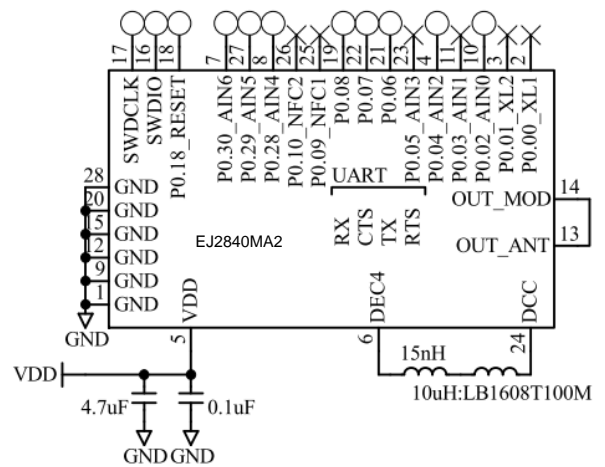 17
16
18
7
27
8
26
25
19
22
21
23
4
11
10
3
2
SWDCLK
SWDIO
P0.18_RESET
P0.30_AIN6
P0.29_AIN5
P0.28_AIN4
P0.10_NFC2
P0.09_NFC1
P0.08
P0.07
P0.06
P0.05_AIN3
P0.04_AIN2
P0.03_AIN1
P0.02_AIN0
P0.01_XL2
P0.00_XL1
UART
RX
CTS
TX
RTS
28 GND
20 GND
15 GND
12 GND
9 GND
1 GND
GND
EJ2840MA2
OUT_MOD 14
OUT_ANT 13
VDD
DEC4
DCC
5
6
24
15nH
10uH:LB1608T100M
VDD
4.7uF
0.1uF
GND GND